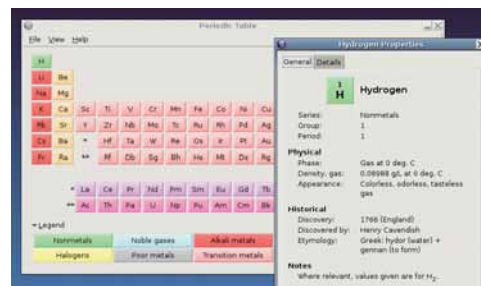 Periodic Table
File View Help
H
Li Be
Na Mg
K Ca Sc Ti V Cr Mn Fe Co Ni Cu
Rb Sr Y Zr Nb Mo Tc Ru Rh Pd Ag
Cs Ba * Hf Ta W Re Os Ir Pt Au
Fr Ra ** Rf Db Sg Bh Hs Mt Ds Rg
* La Ce Pr Nd Pm Sm Eu Gd Tb
** Ac Th Pa U Np Pu Am Cm Bk
Legend
Nonmetals Noble gases Alkali metals
Halogens Poor metals Transition metals
Hydrogen Properties
General Details
1
H Hydrogen
Series: Nonmetals
Group: 1
Period: 1
Physical
Phase: Gas at 0 deg. C
Density, gas: 0.08988 g/L at 0 deg. C
Appearance: Colorless, odorless, tasteless
gas
Historical
Discovery: 1766 (England)
Discovered by: Henry Cavendish
Etymology: Greek: hydor (water) +
gennan (to form)
Notes
Where relevant, values given are for H₂.